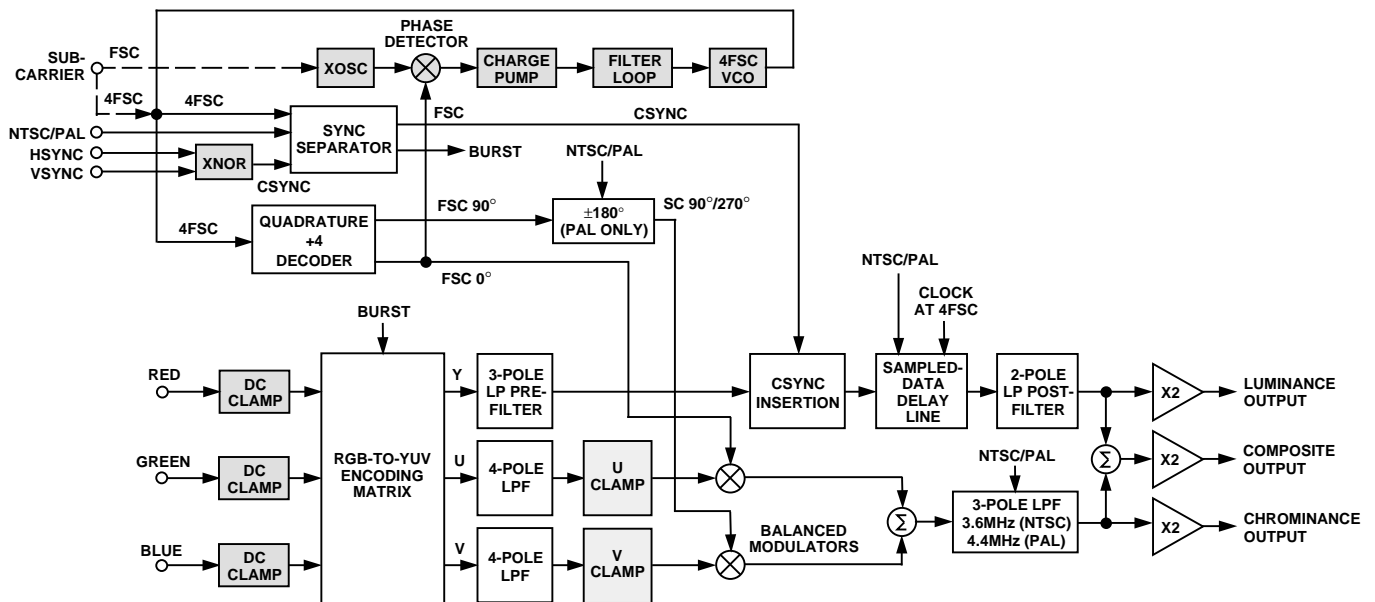 PHASE
DETECTOR
SUB-
CARRIER
FSC
XOSC
CHARGE
PUMP
FILTER
LOOP
4FSC
VCO
4FSC
4FSC
FSC
CSYNC
NTSC/PAL
HSYNC
VSYNC
XNOR
CSYNC
SYNC
SEPARATOR
BURST
NTSC/PAL
4FSC
QUADRATURE
+4
DECODER
FSC 90°
±180°
(PAL ONLY)
SC 90°/270°
FSC 0°
NTSC/PAL
CLOCK
AT 4FSC
BURST
RED
DC
CLAMP
Y
3-POLE
LP PRE-
FILTER
CSYNC
INSERTION
SAMPLED-
DATA
DELAY
LINE
2-POLE
LP POST-
FILTER
X2
LUMINANCE
OUTPUT
GREEN
DC
CLAMP
RGB-TO-YUV
ENCODING
MATRIX
U
4-POLE
LPF
U
CLAMP
NTSC/PAL
Σ
X2
COMPOSITE
OUTPUT
BLUE
DC
CLAMP
V
4-POLE
LPF
V
CLAMP
BALANCED
MODULATORS
Σ
3-POLE LPF
3.6MHz (NTSC)
4.4MHz (PAL)
X2
CHROMINANCE
OUTPUT